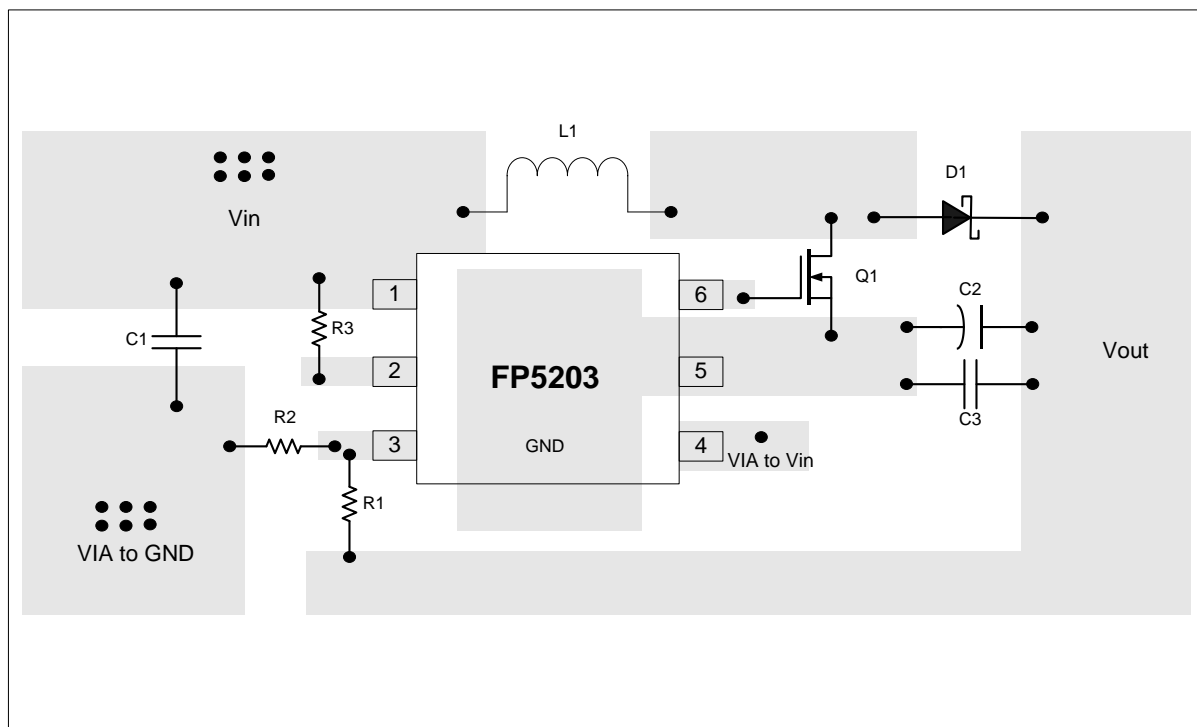 L1
D1
Vin
Q1
1
6
C2
C1
R3
2
FP5203
5
Vout
C3
R2
3
GND
4
VIA to Vin
R1
VIA to GND